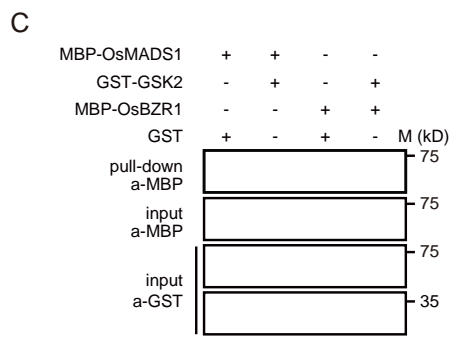 C
MBP-OsMADS1 + + - -
GST-GSK2 - + - +
MBP-OsBZR1 - - + +
GST + - + - M (kD)
pull-down 75
a-MBP
input 75
a-MBP
75
input
a-GST 35